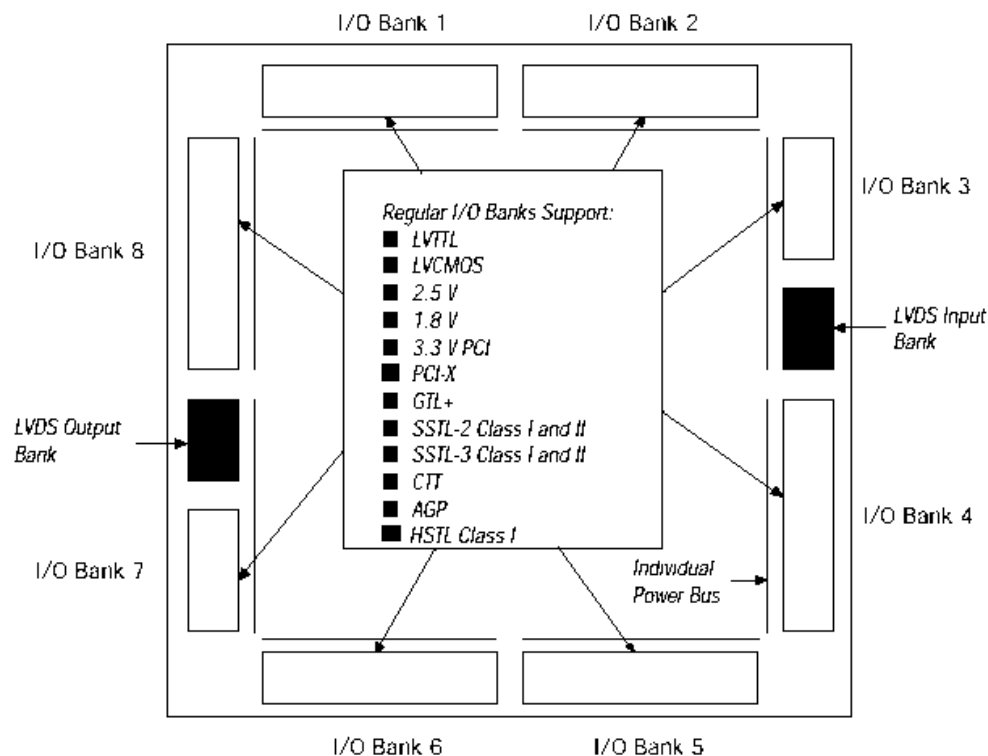 I/O Bank 1
I/O Bank 2
I/O Bank 3
I/O Bank 8
Regular I/O Banks Support:
LVTTL
LVCMOS
2.5 V
1.8 V
3.3 V PCI
PCI-X
GTL+
SSTL-2 Class I and II
SSTL-3 Class I and II
CTT
AGP
HSTL Class I
LVDS Input
Bank
LVDS Output
Bank
I/O Bank 4
I/O Bank 7
Individual
Power Bus
I/O Bank 6
I/O Bank 5